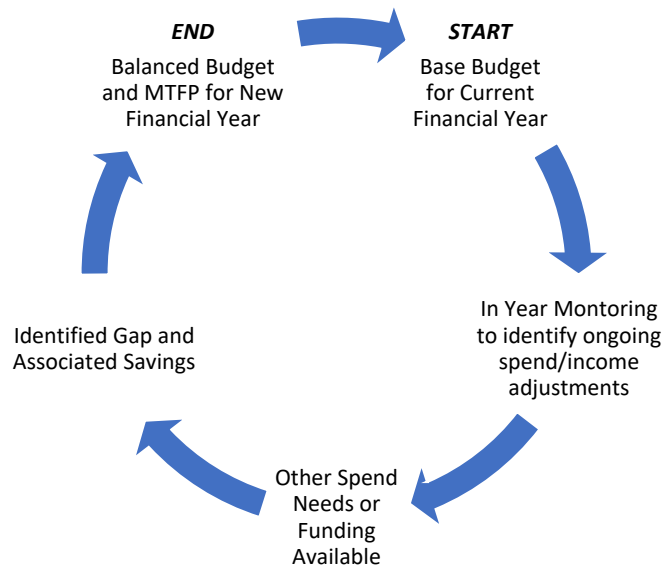 START
Base Budget
for Current
Financial Year
In Year Montoring
to identify ongoing
spend/income
adjustments
Other Spend
Needs or
Funding
Available
Identified Gap and
Associated Savings
END
Balanced Budget
and MTFP for New
Financial Year